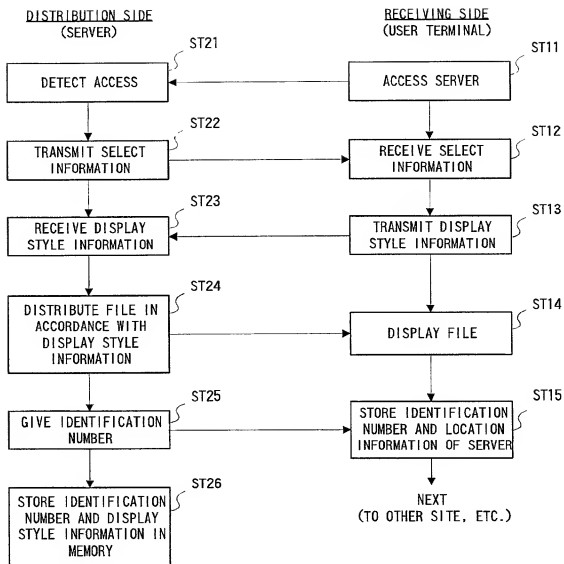 DISTRIBUTION SIDE
(SERVER)
RECEIVING SIDE
(USER TERMINAL)
ST21
DETECT ACCESS
ST11
ACCESS SERVER
ST22
TRANSMIT SELECT
INFORMATION
ST12
RECEIVE SELECT
INFORMATION
ST23
RECEIVE DISPLAY
STYLE INFORMATION
ST13
TRANSMIT DISPLAY
STYLE INFORMATION
ST24
DISTRIBUTE FILE IN
ACCORDANCE WITH
DISPLAY STYLE
INFORMATION
ST14
DISPLAY FILE
ST25
GIVE IDENTIFICATION
NUMBER
ST15
STORE IDENTIFICATION
NUMBER AND LOCATION
INFORMATION OF SERVER
ST26
STORE IDENTIFICATION
NUMBER AND DISPLAY
STYLE INFORMATION IN
MEMORY
NEXT
(TO OTHER SITE, ETC.)